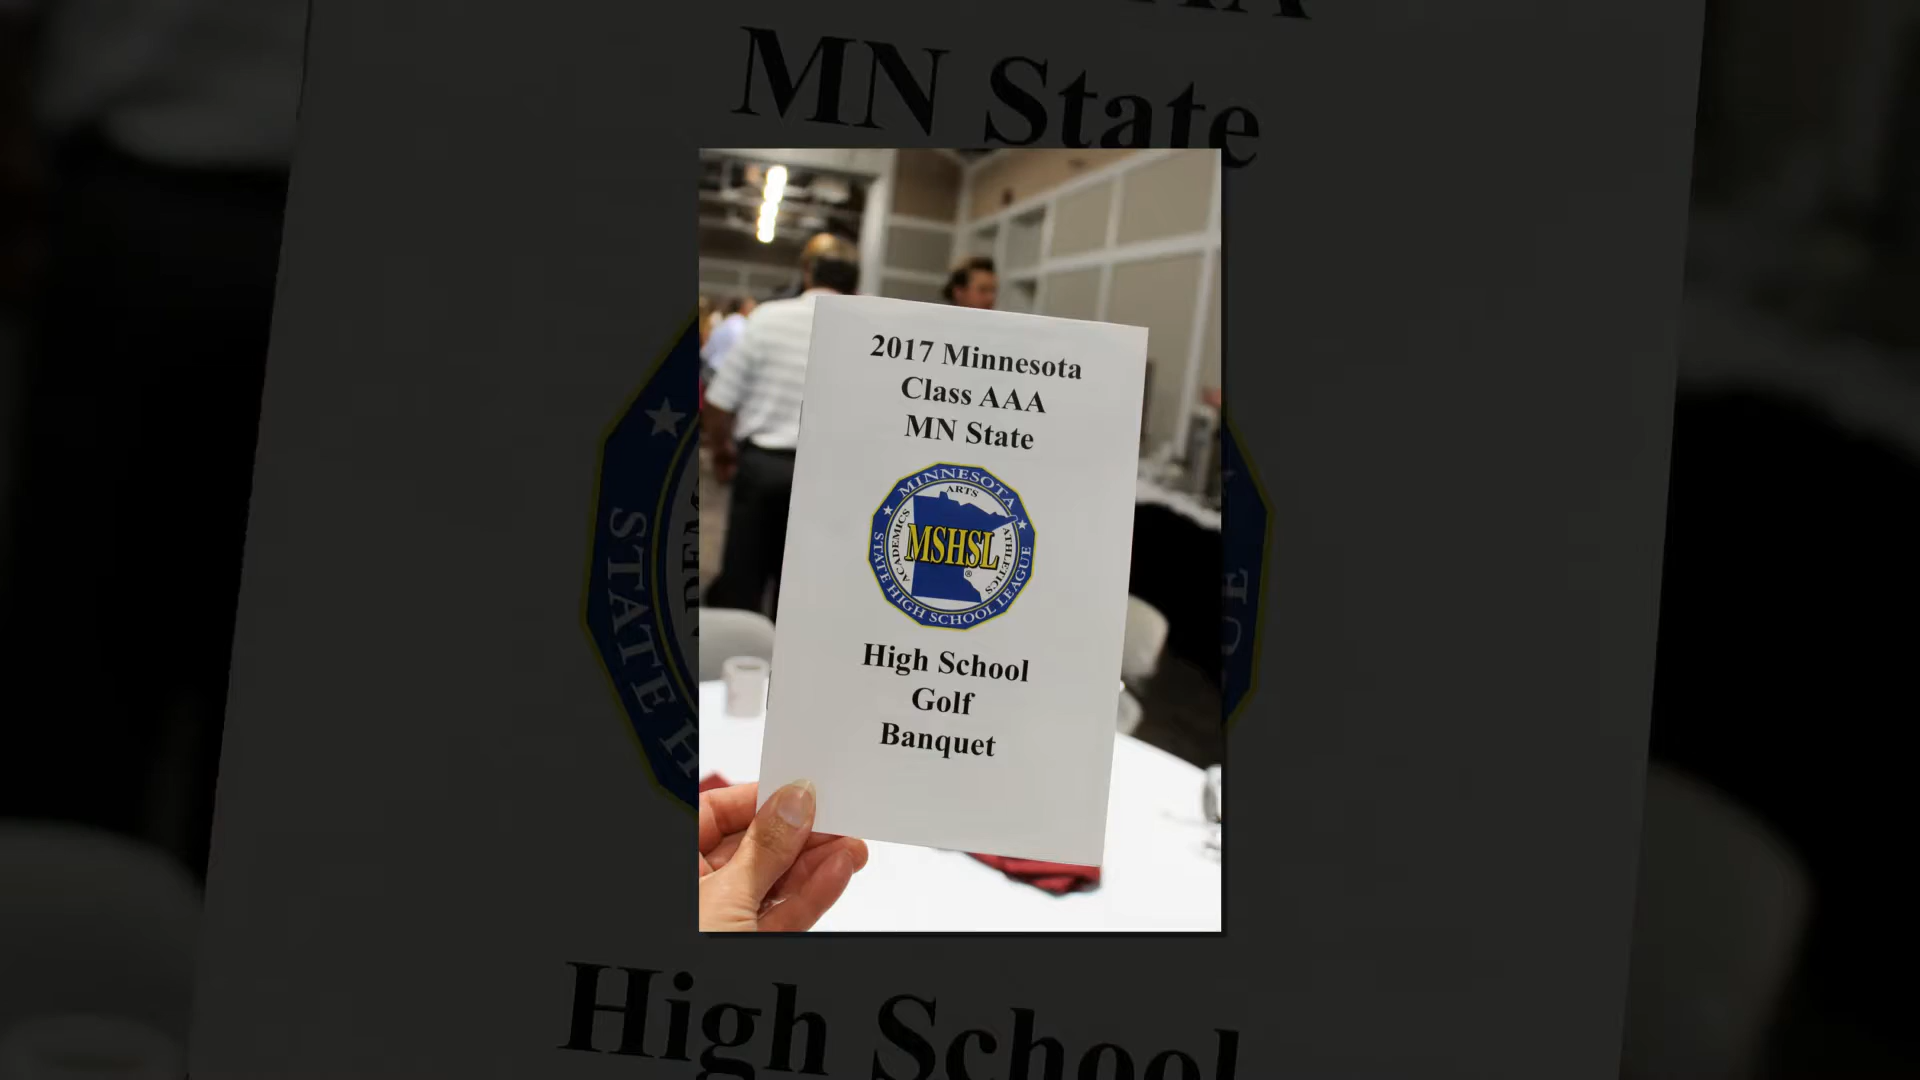 MN State
2017 Minnesota
Class AAA
MN State
MINNESOTA
ARTS
ACADEMICS
MSHSL
®
ATHLETICS
STATE HIGH SCHOOL LEAGUE
High School
Golf
Banquet
STATE H
High School